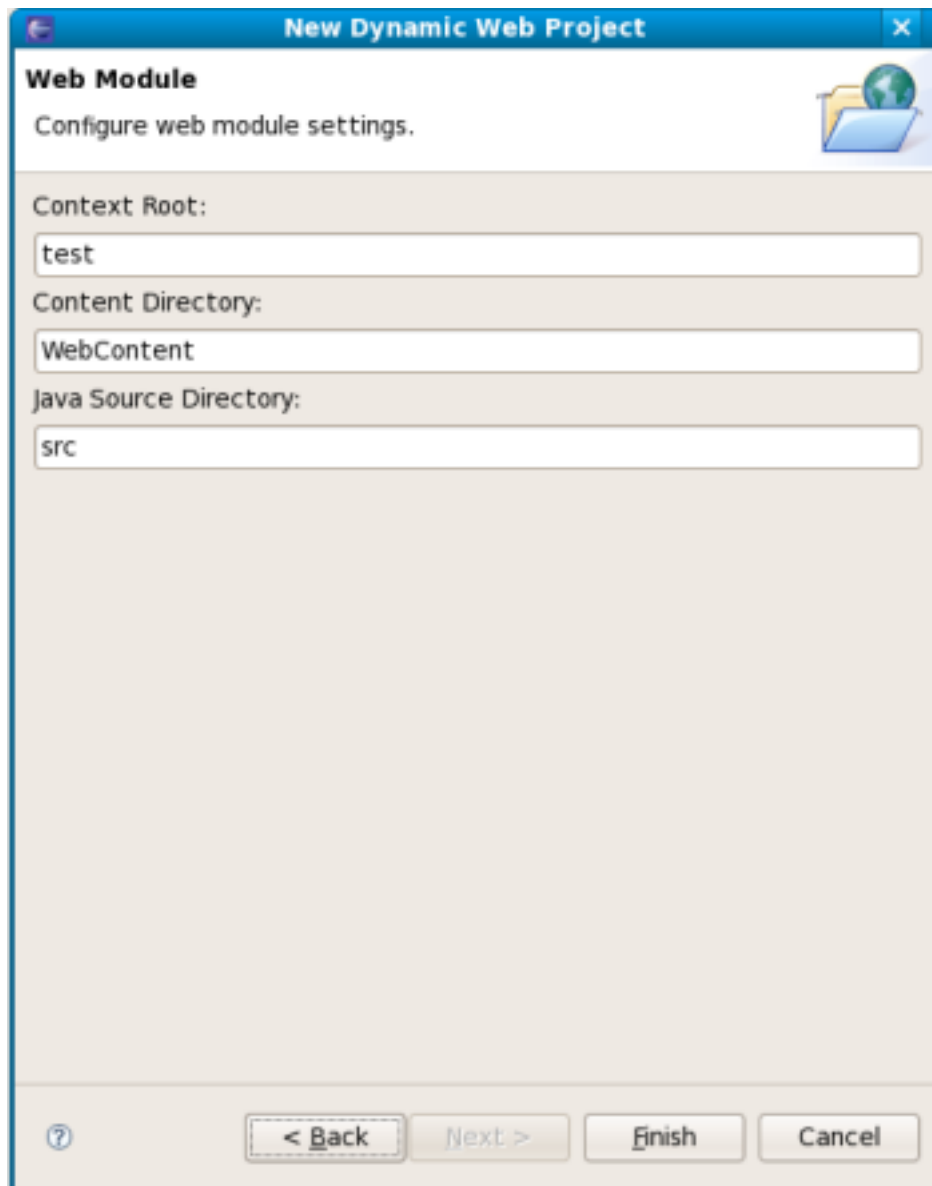 New Dynamic Web Project
Web Module
Configure web module settings.
Context Root:
test
Content Directory:
WebContent
Java Source Directory:
src
< Back Next > Finish Cancel